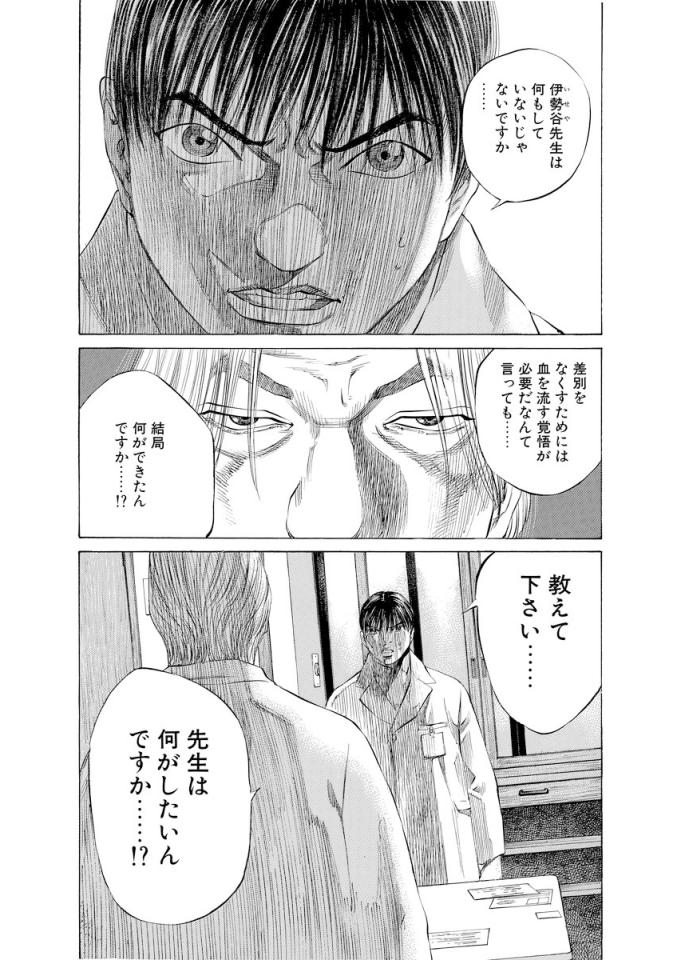 伊勢谷先生は
いせや
何もして
いないじゃ
ないですか
……
差別を
なくすためには
血を流す覚悟が
必要だなんて
言っても……
結局
何ができたん
ですか……!?
教えて
下さい……
先生は
何がしたいん
ですか……!?